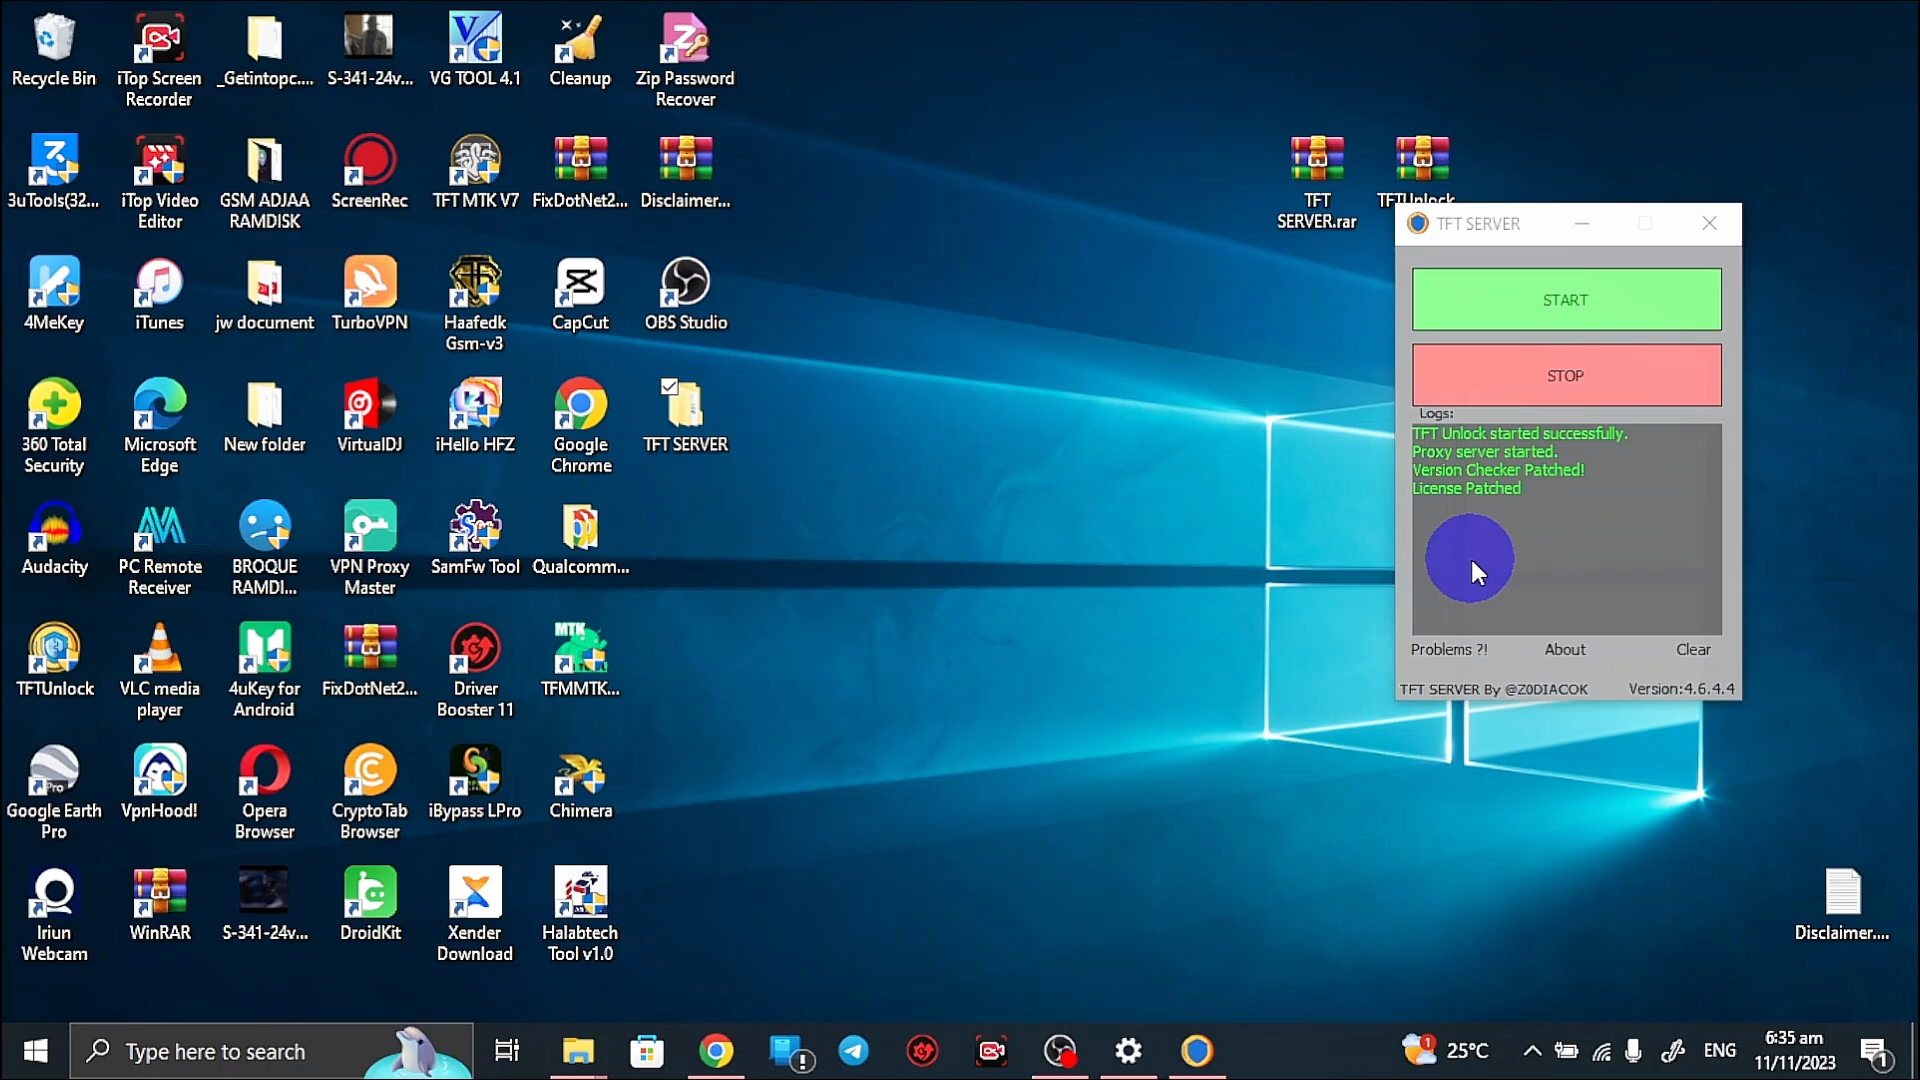 Recycle Bin
iTop Screen
Recorder
_Getintopc....
S-341-24v...
VG TOOL 4.1
Cleanup
Zip Password
Recover
3uTools(32...
iTop Video
Editor
GSM ADJAA
RAMDISK
ScreenRec
TFT MTK V7
FixDotNet2...
Disclaimer...
TFT
SERVER.rar
TFTUnlock
4MeKey
iTunes
jw document
TurboVPN
Haafedk
Gsm-v3
CapCut
OBS Studio
360 Total
Security
Microsoft
Edge
New folder
VirtualDJ
iHello HFZ
Google
Chrome
TFT SERVER
Audacity
PC Remote
Receiver
BROQUE
RAMDI...
VPN Proxy
Master
SamFw Tool
Qualcomm...
TFTUnlock
VLC media
player
4uKey for
Android
FixDotNet2...
Driver
Booster 11
MTK
TFMMTK...
Google Earth
Pro
VpnHood!
Opera
Browser
CryptoTab
Browser
iBypass LPro
Chimera
Iriun
Webcam
WinRAR
S-341-24v...
DroidKit
Xender
Download
Halabtech
Tool v1.0
Disclaimer....
TFT SERVER
START
STOP
Logs:
TFT Unlock started successfully.
Proxy server started.
Version Checker Patched!
License Patched
Problems ?!
About
Clear
TFT SERVER By @Z0DIACOK
Version:4.6.4.4
Type here to search
1
25°C
ENG
6:35 am
11/11/2023
1